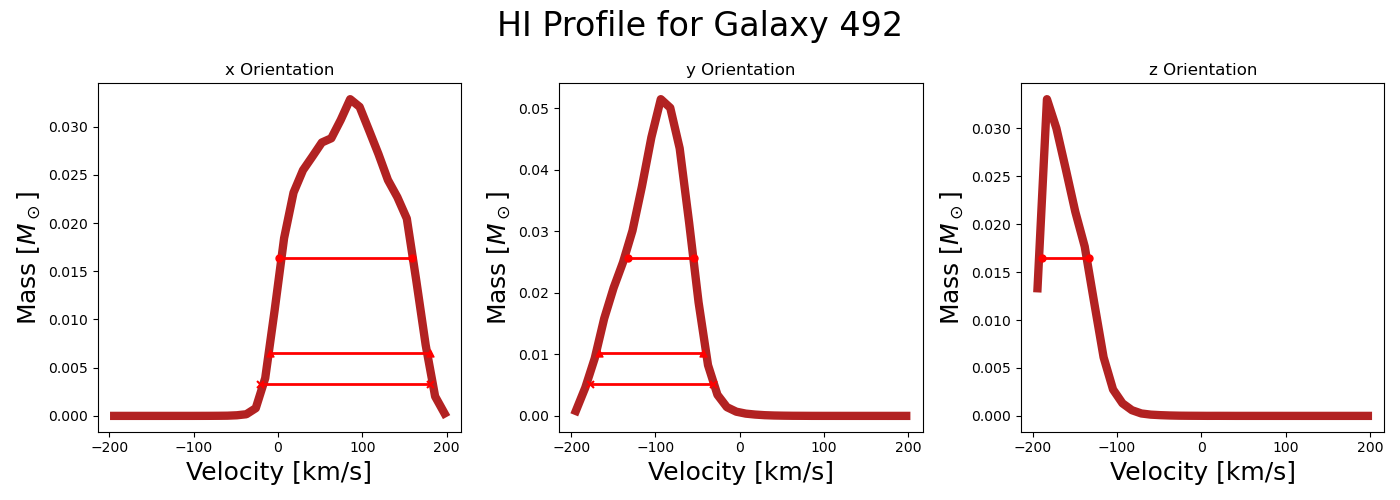 HI Profile for Galaxy 492
x Orientation
Mass [M_⊙]
0.030
0.025
0.020
0.015
0.010
0.005
0.000
−200 −100 0 100 200
Velocity [km/s]
y Orientation
Mass [M_⊙]
0.05
0.04
0.03
0.02
0.01
0.00
−200 −100 0 100 200
Velocity [km/s]
z Orientation
Mass [M_⊙]
0.030
0.025
0.020
0.015
0.010
0.005
0.000
−200 −100 0 100 200
Velocity [km/s]